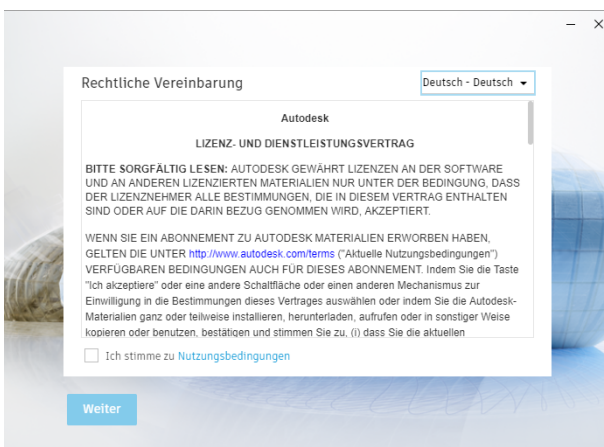 Rechtliche Vereinbarung
Deutsch - Deutsch
Autodesk
LIZENZ- UND DIENSTLEISTUNGSVERTRAG
BITTE SORGFÄLTIG LESEN: AUTODESK GEWÄHRT LIZENZEN AN DER SOFTWARE
UND AN ANDEREN LIZENZIERTEN MATERIALIEN NUR UNTER DER BEDINGUNG, DASS
DER LIZENZNEHMER ALLE BESTIMMUNGEN, DIE IN DIESEM VERTRAG ENTHALTEN
SIND ODER AUF DIE DARIN BEZUG GENOMMEN WIRD, AKZEPTIERT.
WENN SIE EIN ABONNEMENT ZU AUTODESK MATERIALIEN ERWORBEN HABEN,
GELTEN DIE UNTER http://www.autodesk.com/terms ("Aktuelle Nutzungsbedingungen")
VERFÜGBAREN BEDINGUNGEN AUCH FÜR DIESES ABONNEMENT. Indem Sie die Taste
"Ich akzeptiere" oder eine andere Schaltfläche oder einen anderen Mechanismus zur
Einwilligung in die Bestimmungen dieses Vertrages auswählen oder indem Sie die Autodesk-
Materialien ganz oder teilweise installieren, herunterladen, aufrufen oder in sonstiger Weise
kopieren oder benutzen, bestätigen und stimmen Sie zu, (i) dass Sie die aktuellen
Ich stimme zu Nutzungsbedingungen
Weiter